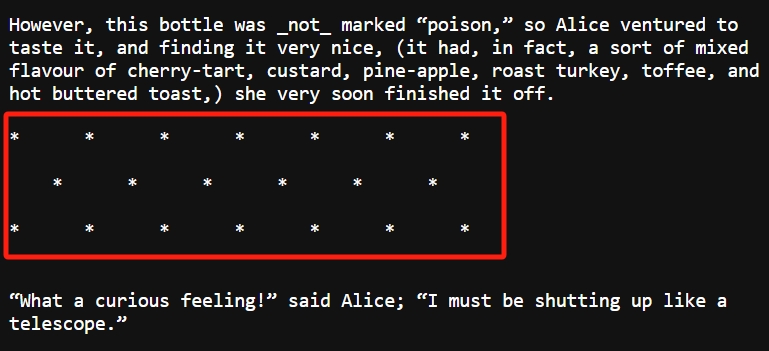 However, this bottle was _not_ marked “poison,” so Alice ventured to
taste it, and finding it very nice, (it had, in fact, a sort of mixed
flavour of cherry-tart, custard, pine-apple, roast turkey, toffee, and
hot buttered toast,) she very soon finished it off.
*      *      *      *      *      *      *
    *      *      *      *      *      *
*      *      *      *      *      *      *
“What a curious feeling!” said Alice; “I must be shutting up like a
telescope.”